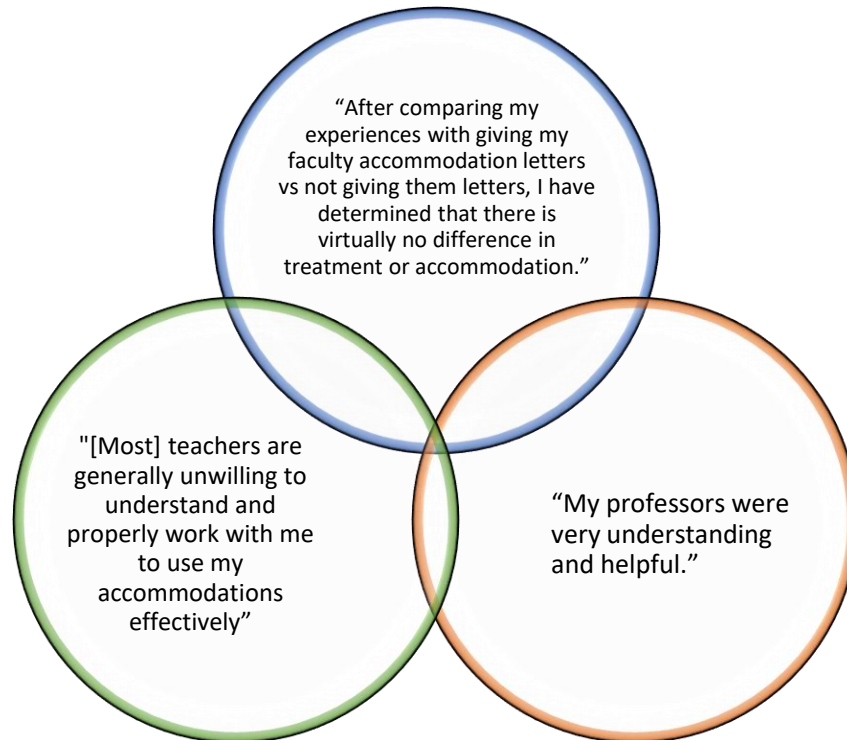 “After comparing my
experiences with giving my
faculty accommodation letters
vs not giving them letters, I have
determined that there is
virtually no difference in
treatment or accommodation.”
"[Most] teachers are
generally unwilling to
understand and
properly work with me
to use my
accommodations
effectively”
“My professors were
very understanding
and helpful.”